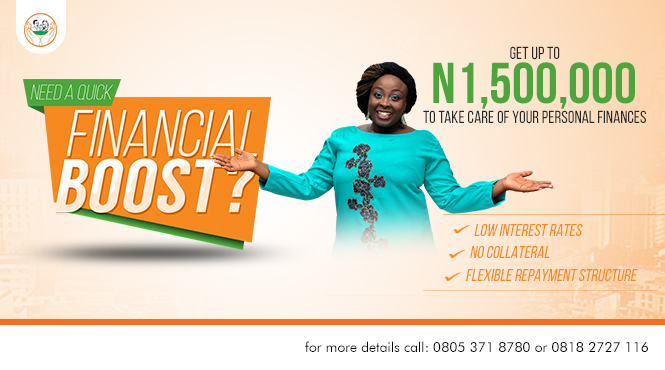 NEED A QUICK
FINANCIAL
BOOST?
GET UP TO
N1,500,000
TO TAKE CARE OF YOUR PERSONAL FINANCES
LOW INTEREST RATES
NO COLLATERAL
FLEXIBLE REPAYMENT STRUCTURE
for more details call: 0805 371 8780 or 0818 2727 116